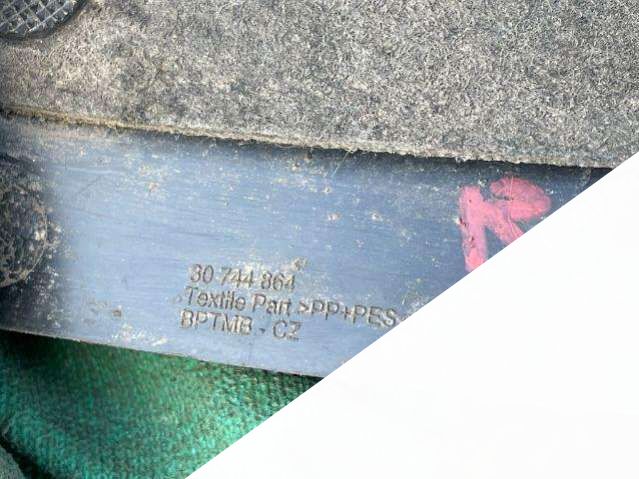 30 744 864
Textile Part >PP+PES
BPTMB - CZ